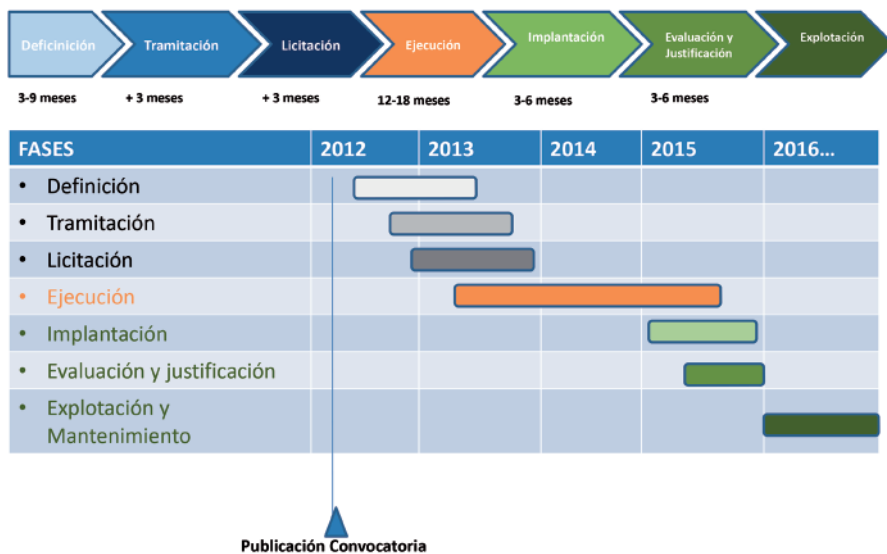 Deficinición
Tramitación
Licitación
Ejecución
Implantación
Evaluación y
Justificación
Explotación
3-9 meses
+ 3 meses
+ 3 meses
12-18 meses
3-6 meses
3-6 meses
FASES 2012 2013 2014 2015 2016...
• Definición
• Tramitación
• Licitación
• Ejecución
• Implantación
• Evaluación y justificación
• Explotación y
Mantenimiento
Publicación Convocatoria